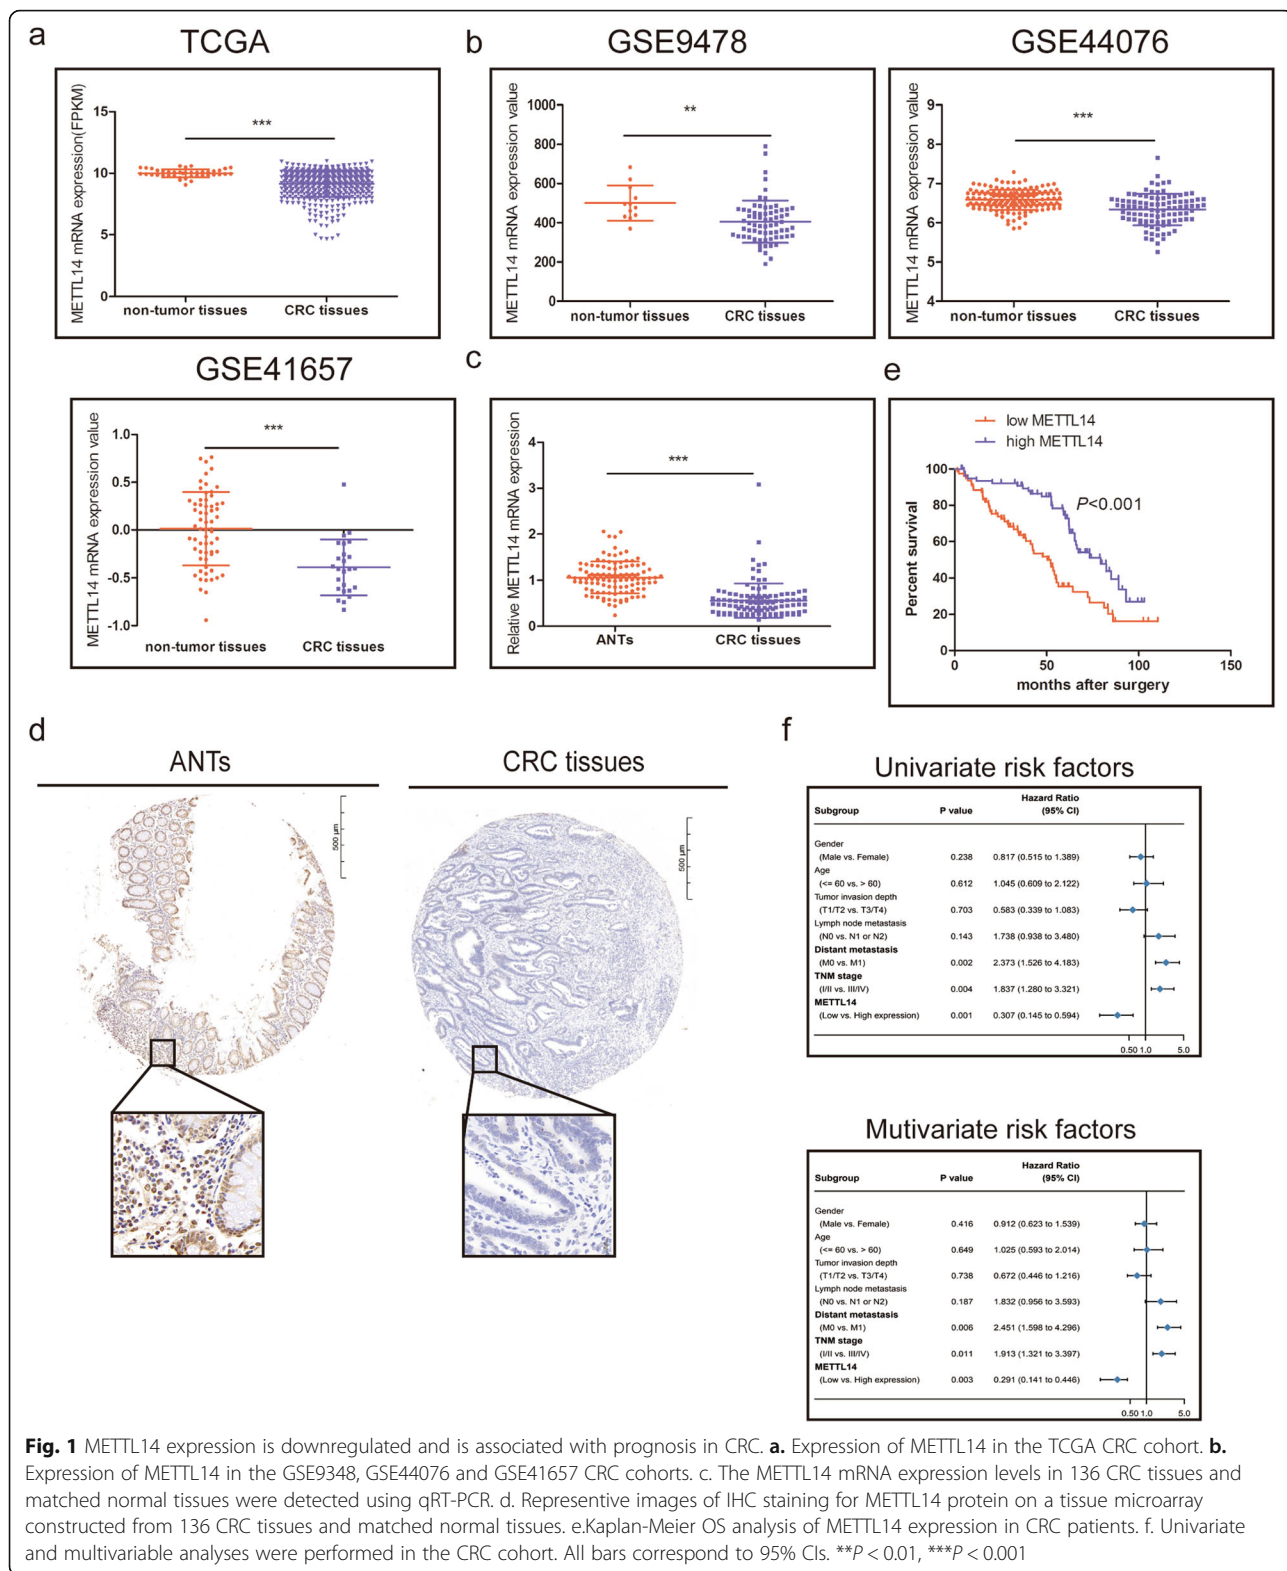 a
TCGA
METTL14 mRNA expression(FPKM)
15
10
5
0
***
non-tumor tissues CRC tissues
b
GSE9478
METTL14 mRNA expression value
1000
800
600
400
200
0
**
non-tumor tissues CRC tissues
GSE44076
METTL14 mRNA expression value
9
8
7
6
5
4
***
non-tumor tissues CRC tissues
GSE41657
METTL14 mRNA expression value
1.0
0.5
0.0
-0.5
-1.0
***
non-tumor tissues CRC tissues
c
Relative METTL14 mRNA expression
4
3
2
1
0
***
ANTs CRC tissues
e
low METTL14
high METTL14
Percent survival
100
80
60
40
20
0
P<0.001
0 50 100 150
months after surgery
d
ANTs
500 µm
CRC tissues
500 µm
f
Univariate risk factors
Hazard Ratio
Subgroup P value (95% CI)
Gender
(Male vs. Female) 0.238 0.817 (0.515 to 1.389)
Age
(<= 60 vs. > 60) 0.612 1.045 (0.609 to 2.122)
Tumor invasion depth
(T1/T2 vs. T3/T4) 0.703 0.583 (0.339 to 1.083)
Lymph node metastasis
(N0 vs. N1 or N2) 0.143 1.738 (0.938 to 3.480)
Distant metastasis
(M0 vs. M1) 0.002 2.373 (1.526 to 4.183)
TNM stage
(I/II vs. III/IV) 0.004 1.837 (1.280 to 3.321)
METTL14
(Low vs. High expression) 0.001 0.307 (0.145 to 0.594)
0.50 1.0 5.0
Mutivariate risk factors
Hazard Ratio
Subgroup P value (95% CI)
Gender
(Male vs. Female) 0.416 0.912 (0.623 to 1.539)
Age
(<= 60 vs. > 60) 0.649 1.025 (0.593 to 2.014)
Tumor invasion depth
(T1/T2 vs. T3/T4) 0.738 0.672 (0.446 to 1.216)
Lymph node metastasis
(N0 vs. N1 or N2) 0.187 1.832 (0.956 to 3.593)
Distant metastasis
(M0 vs. M1) 0.006 2.451 (1.598 to 4.296)
TNM stage
(I/II vs. III/IV) 0.011 1.913 (1.321 to 3.397)
METTL14
(Low vs. High expression) 0.003 0.291 (0.141 to 0.446)
0.50 1.0 5.0
Fig. 1 METTL14 expression is downregulated and is associated with prognosis in CRC. a. Expression of METTL14 in the TCGA CRC cohort. b.
Expression of METTL14 in the GSE9348, GSE44076 and GSE41657 CRC cohorts. c. The METTL14 mRNA expression levels in 136 CRC tissues and
matched normal tissues were detected using qRT-PCR. d. Representive images of IHC staining for METTL14 protein on a tissue microarray
constructed from 136 CRC tissues and matched normal tissues. e.Kaplan-Meier OS analysis of METTL14 expression in CRC patients. f. Univariate
and multivariable analyses were performed in the CRC cohort. All bars correspond to 95% CIs. **P < 0.01, ***P < 0.001